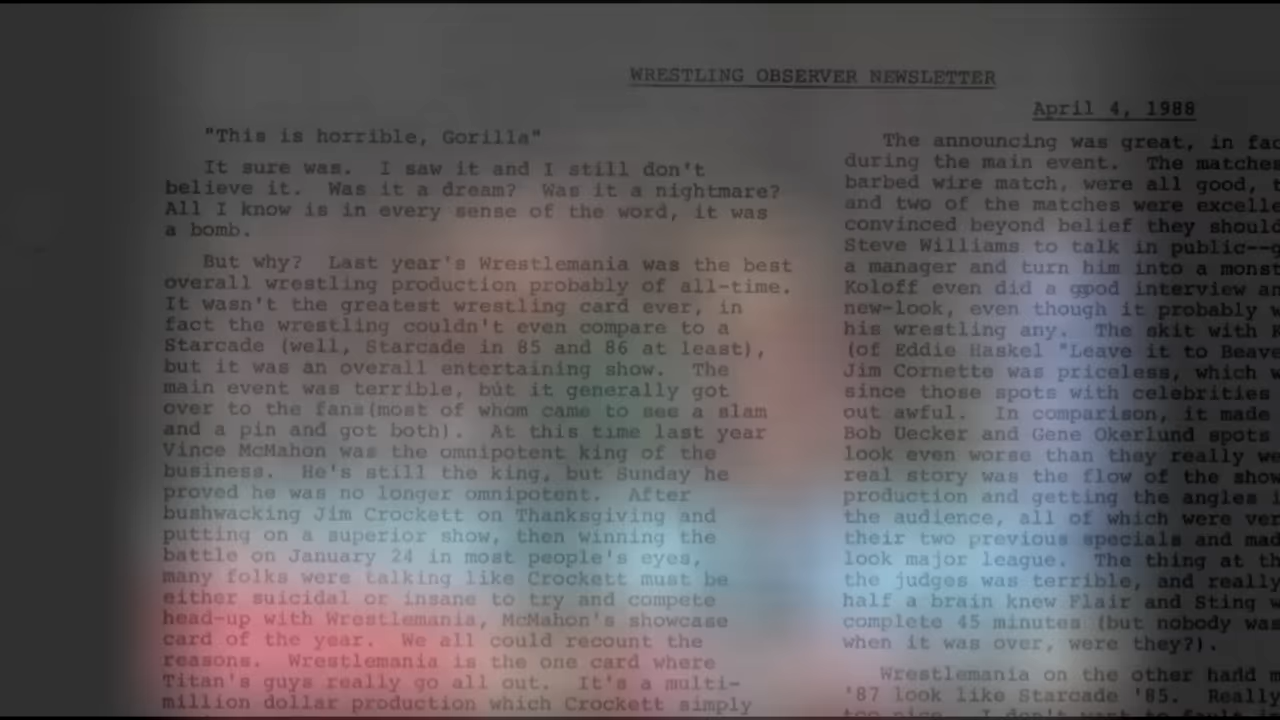 WRESTLING OBSERVER NEWSLETTER
April 4, 1988
"This is horrible, Gorilla"
It sure was. I saw it and I still don't
believe it. Was it a dream? Was it a nightmare?
All I know is in every sense of the word, it was
a bomb.
But why? Last year's Wrestlemania was the best
overall wrestling production probably of all-time.
It wasn't the greatest wrestling card ever, in
fact the wrestling couldn't even compare to a
Starcade (well, Starcade in 85 and 86 at least),
but it was an overall entertaining show. The
main event was terrible, but it generally got
over to the fans(most of whom came to see a slam
and a pin and got both). At this time last year
Vince McMahon was the omnipotent king of the
business. He's still the king, but Sunday he
proved he was no longer omnipotent. After
bushwacking Jim Crockett on Thanksgiving and
putting on a superior show, then winning the
battle on January 24 in most people's eyes,
many folks were talking like Crockett must be
either suicidal or insane to try and compete
head-up with Wrestlemania, McMahon's showcase
card of the year. We all could recount the
reasons. Wrestlemania is the one card where
Titan's guys really go all out. It's a multi-
million dollar production which Crockett simply
The announcing was great, in fac
during the main event. The matches
barbed wire match, were all good, t
and two of the matches were excelle
convinced beyond belief they should
Steve Williams to talk in public--
a manager and turn him into a monst
Koloff even did a good interview an
new-look, even though it probably w
his wrestling any. The skit with
(of Eddie Haskel "Leave it to Beave
Jim Cornette was priceless, which w
since those spots with celebrities
out awful. In comparison, it made
Bob Uecker and Gene Okerlund spots
look even worse than they really we
real story was the flow of the show
production and getting the angles
the audience, all of which were ver
their two previous specials and mad
look major league. The thing at th
the judges was terrible, and really
half a brain knew Flair and Sting w
complete 45 minutes (but nobody was
when it was over, were they?).
Wrestlemania on the other hand m
'87 look like Starcade '85. Really